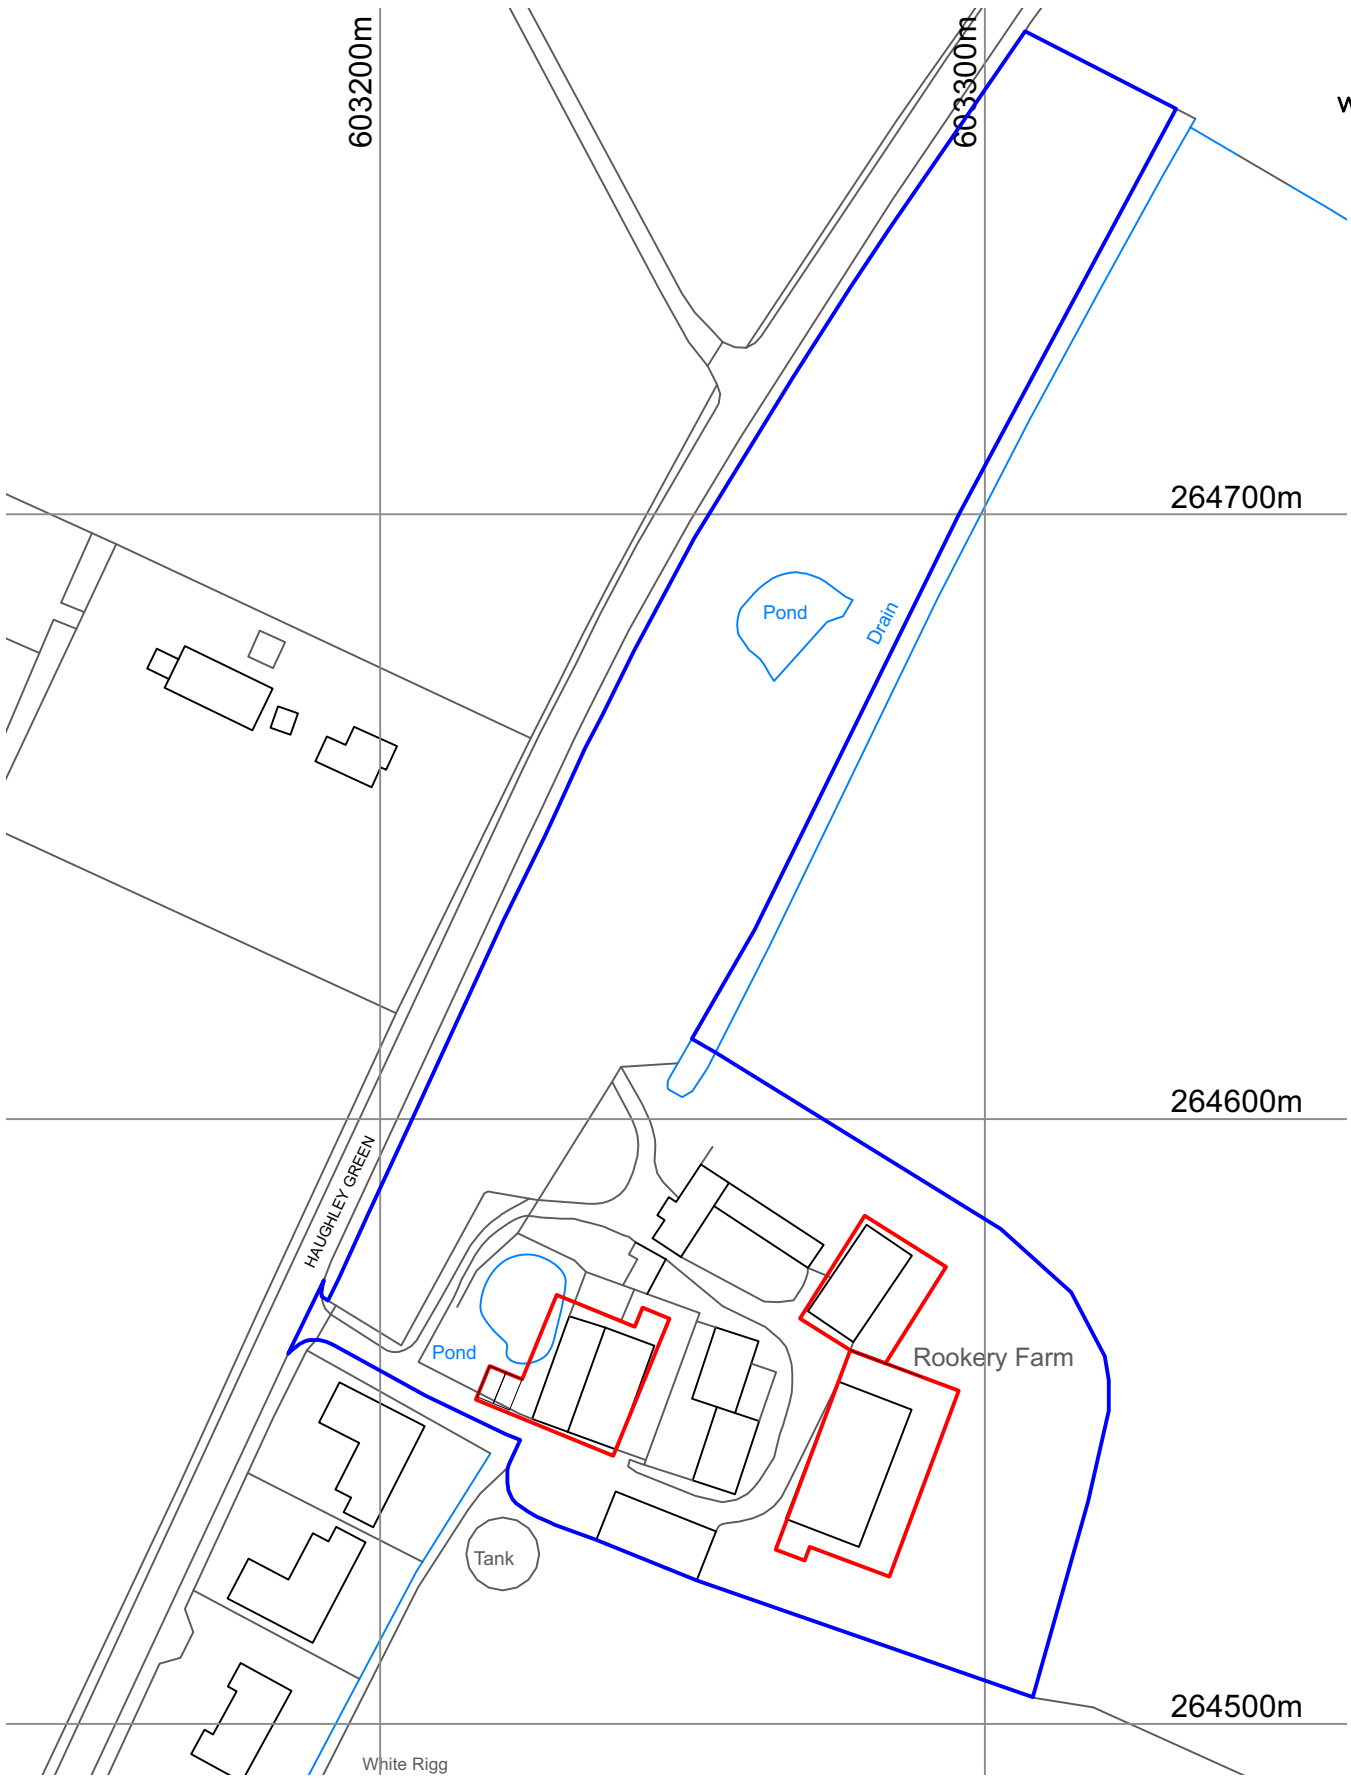 603200m
603300m
264700m
Pond
Drain
264600m
HAUGHLEY GREEN
Pond
Rookery Farm
Tank
264500m
White Rigg